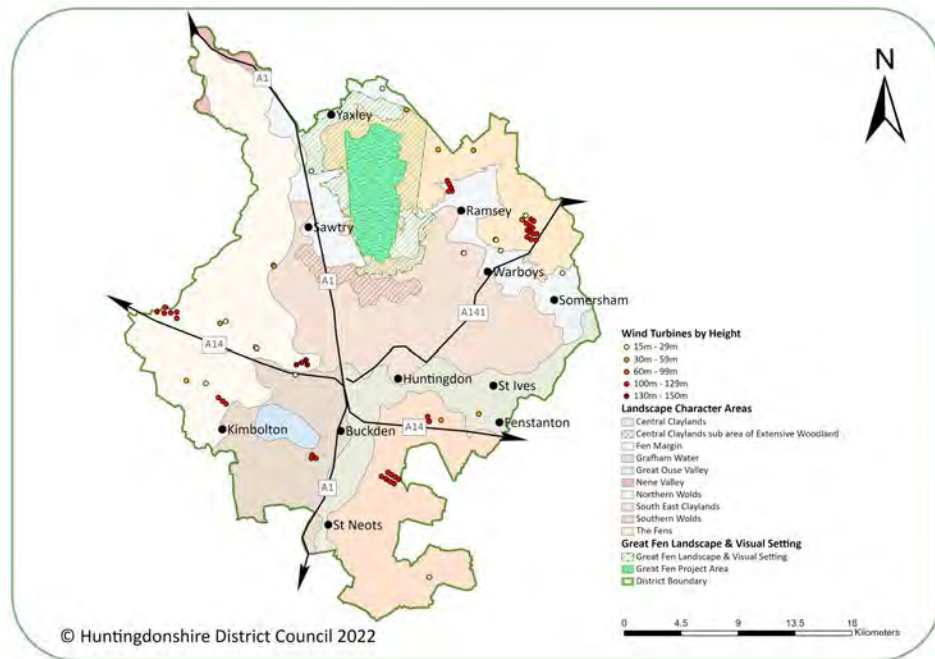 N
A1
Yaxley
Ramsey
Sawtry
A1
Warboys
Somersham
A141
A14
Huntingdon
St Ives
Kimbolton
Buckden
A14
Fenstanton
A1
St Neots
Wind Turbines by Height
15m - 29m
30m - 59m
60m - 99m
100m - 129m
130m - 150m
Landscape Character Areas
Central Claylands
Central Claylands sub area of Extensive Woodland
Fen Margin
Grafham Water
Great Ouse Valley
Nene Valley
Northern Wolds
South East Claylands
Southern Wolds
The Fens
Great Fen Landscape & Visual Setting
Great Fen Landscape & Visual Setting
Great Fen Project Area
District Boundary
0 4.5 9 13.5 18
Kilometers
© Huntingdonshire District Council 2022